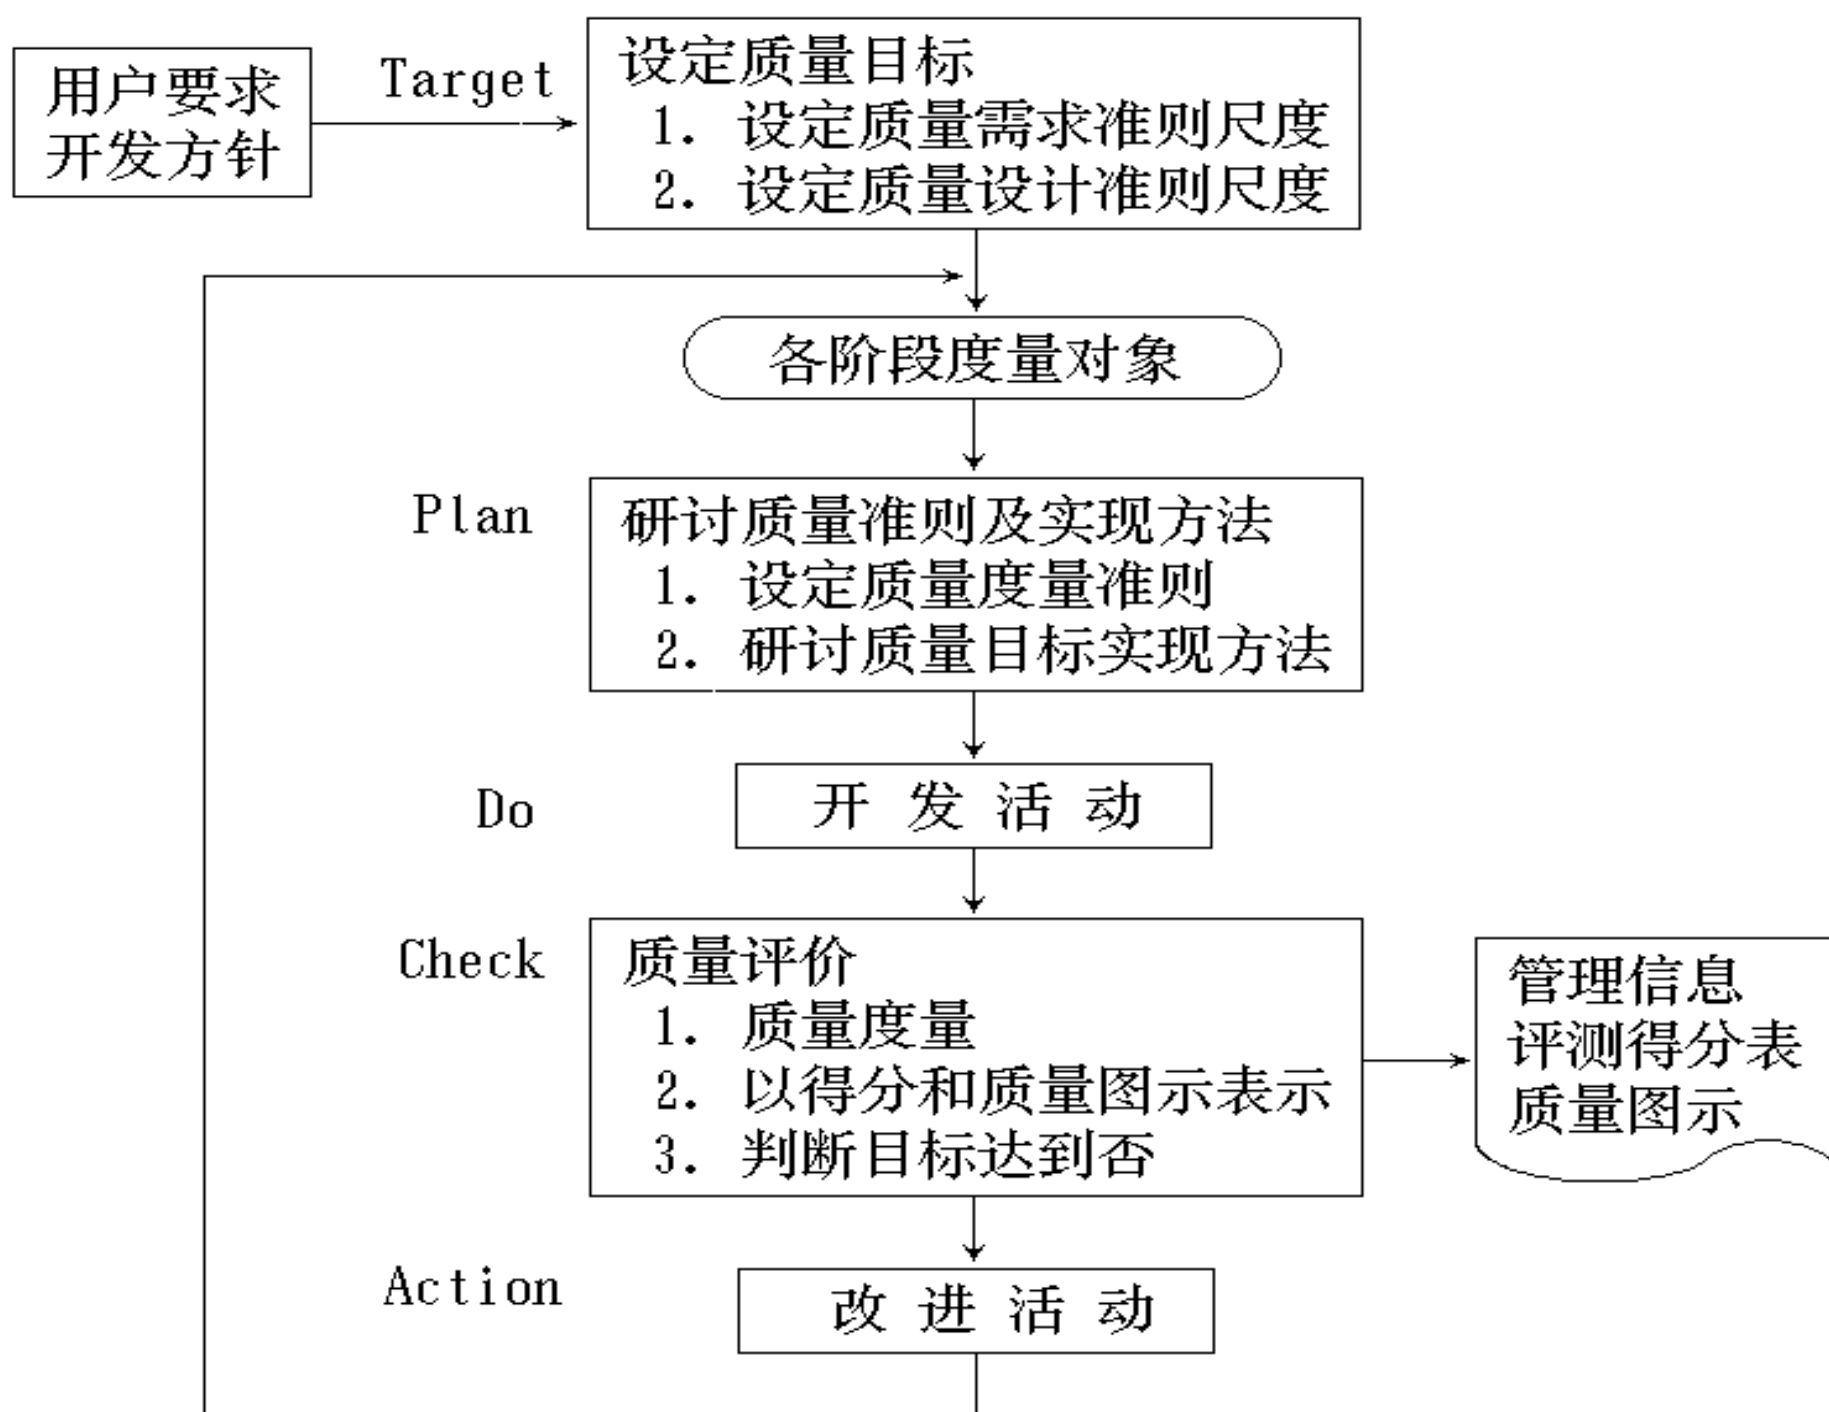 用户要求
开发方针
Target
设定质量目标
1. 设定质量需求准则尺度
2. 设定质量设计准则尺度
各阶段度量对象
Plan
研讨质量准则及实现方法
1. 设定质量度量准则
2. 研讨质量目标实现方法
Do
开 发 活 动
Check
质量评价
1. 质量度量
2. 以得分和质量图示表示
3. 判断目标达到否
管理信息
评测得分表
质量图示
Action
改 进 活 动